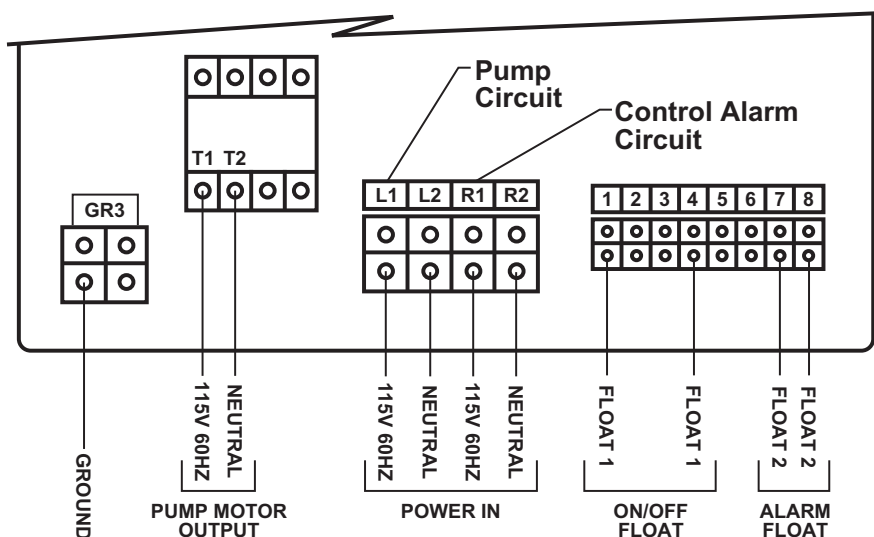 Pump
Circuit
Control Alarm
Circuit
T1 T2
GR3
L1 L2 R1 R2
1 2 3 4 5 6 7 8
GROUND
115V 60HZ
NEUTRAL
115V 60HZ
NEUTRAL
115V 60HZ
NEUTRAL
FLOAT 1
FLOAT 1
FLOAT 2
FLOAT 2
PUMP MOTOR
OUTPUT
POWER IN
ON/OFF
FLOAT
ALARM
FLOAT